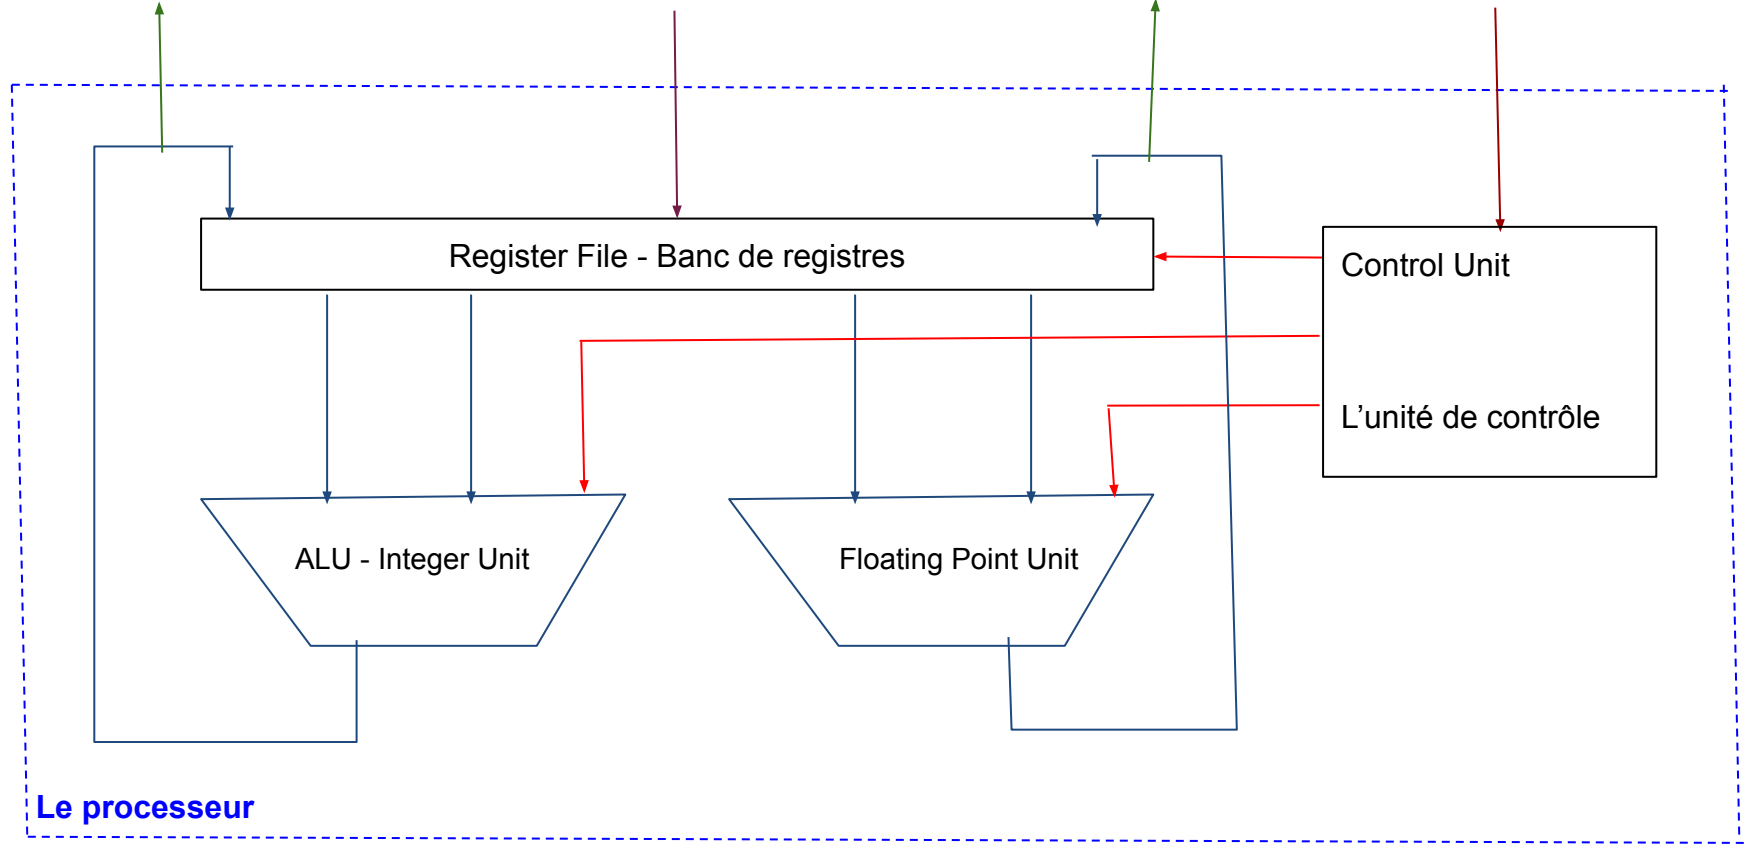 Register File - Banc de registres
Control Unit
L’unité de contrôle
ALU - Integer Unit
Floating Point Unit
Le processeur